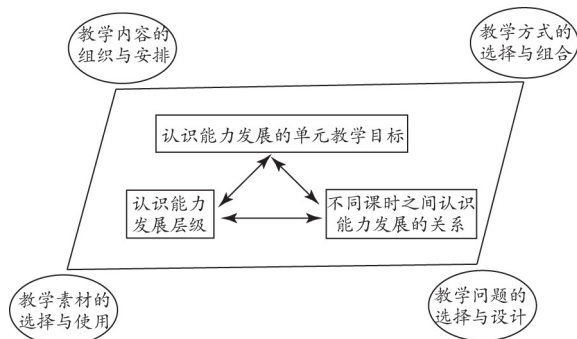 教学内容的
组织与安排
教学方式的
选择与组合
认识能力发展的单元教学目标
认识能力
发展层级
不同课时之间认识
能力发展的关系
教学素材的
选择与使用
教学问题的
选择与设计